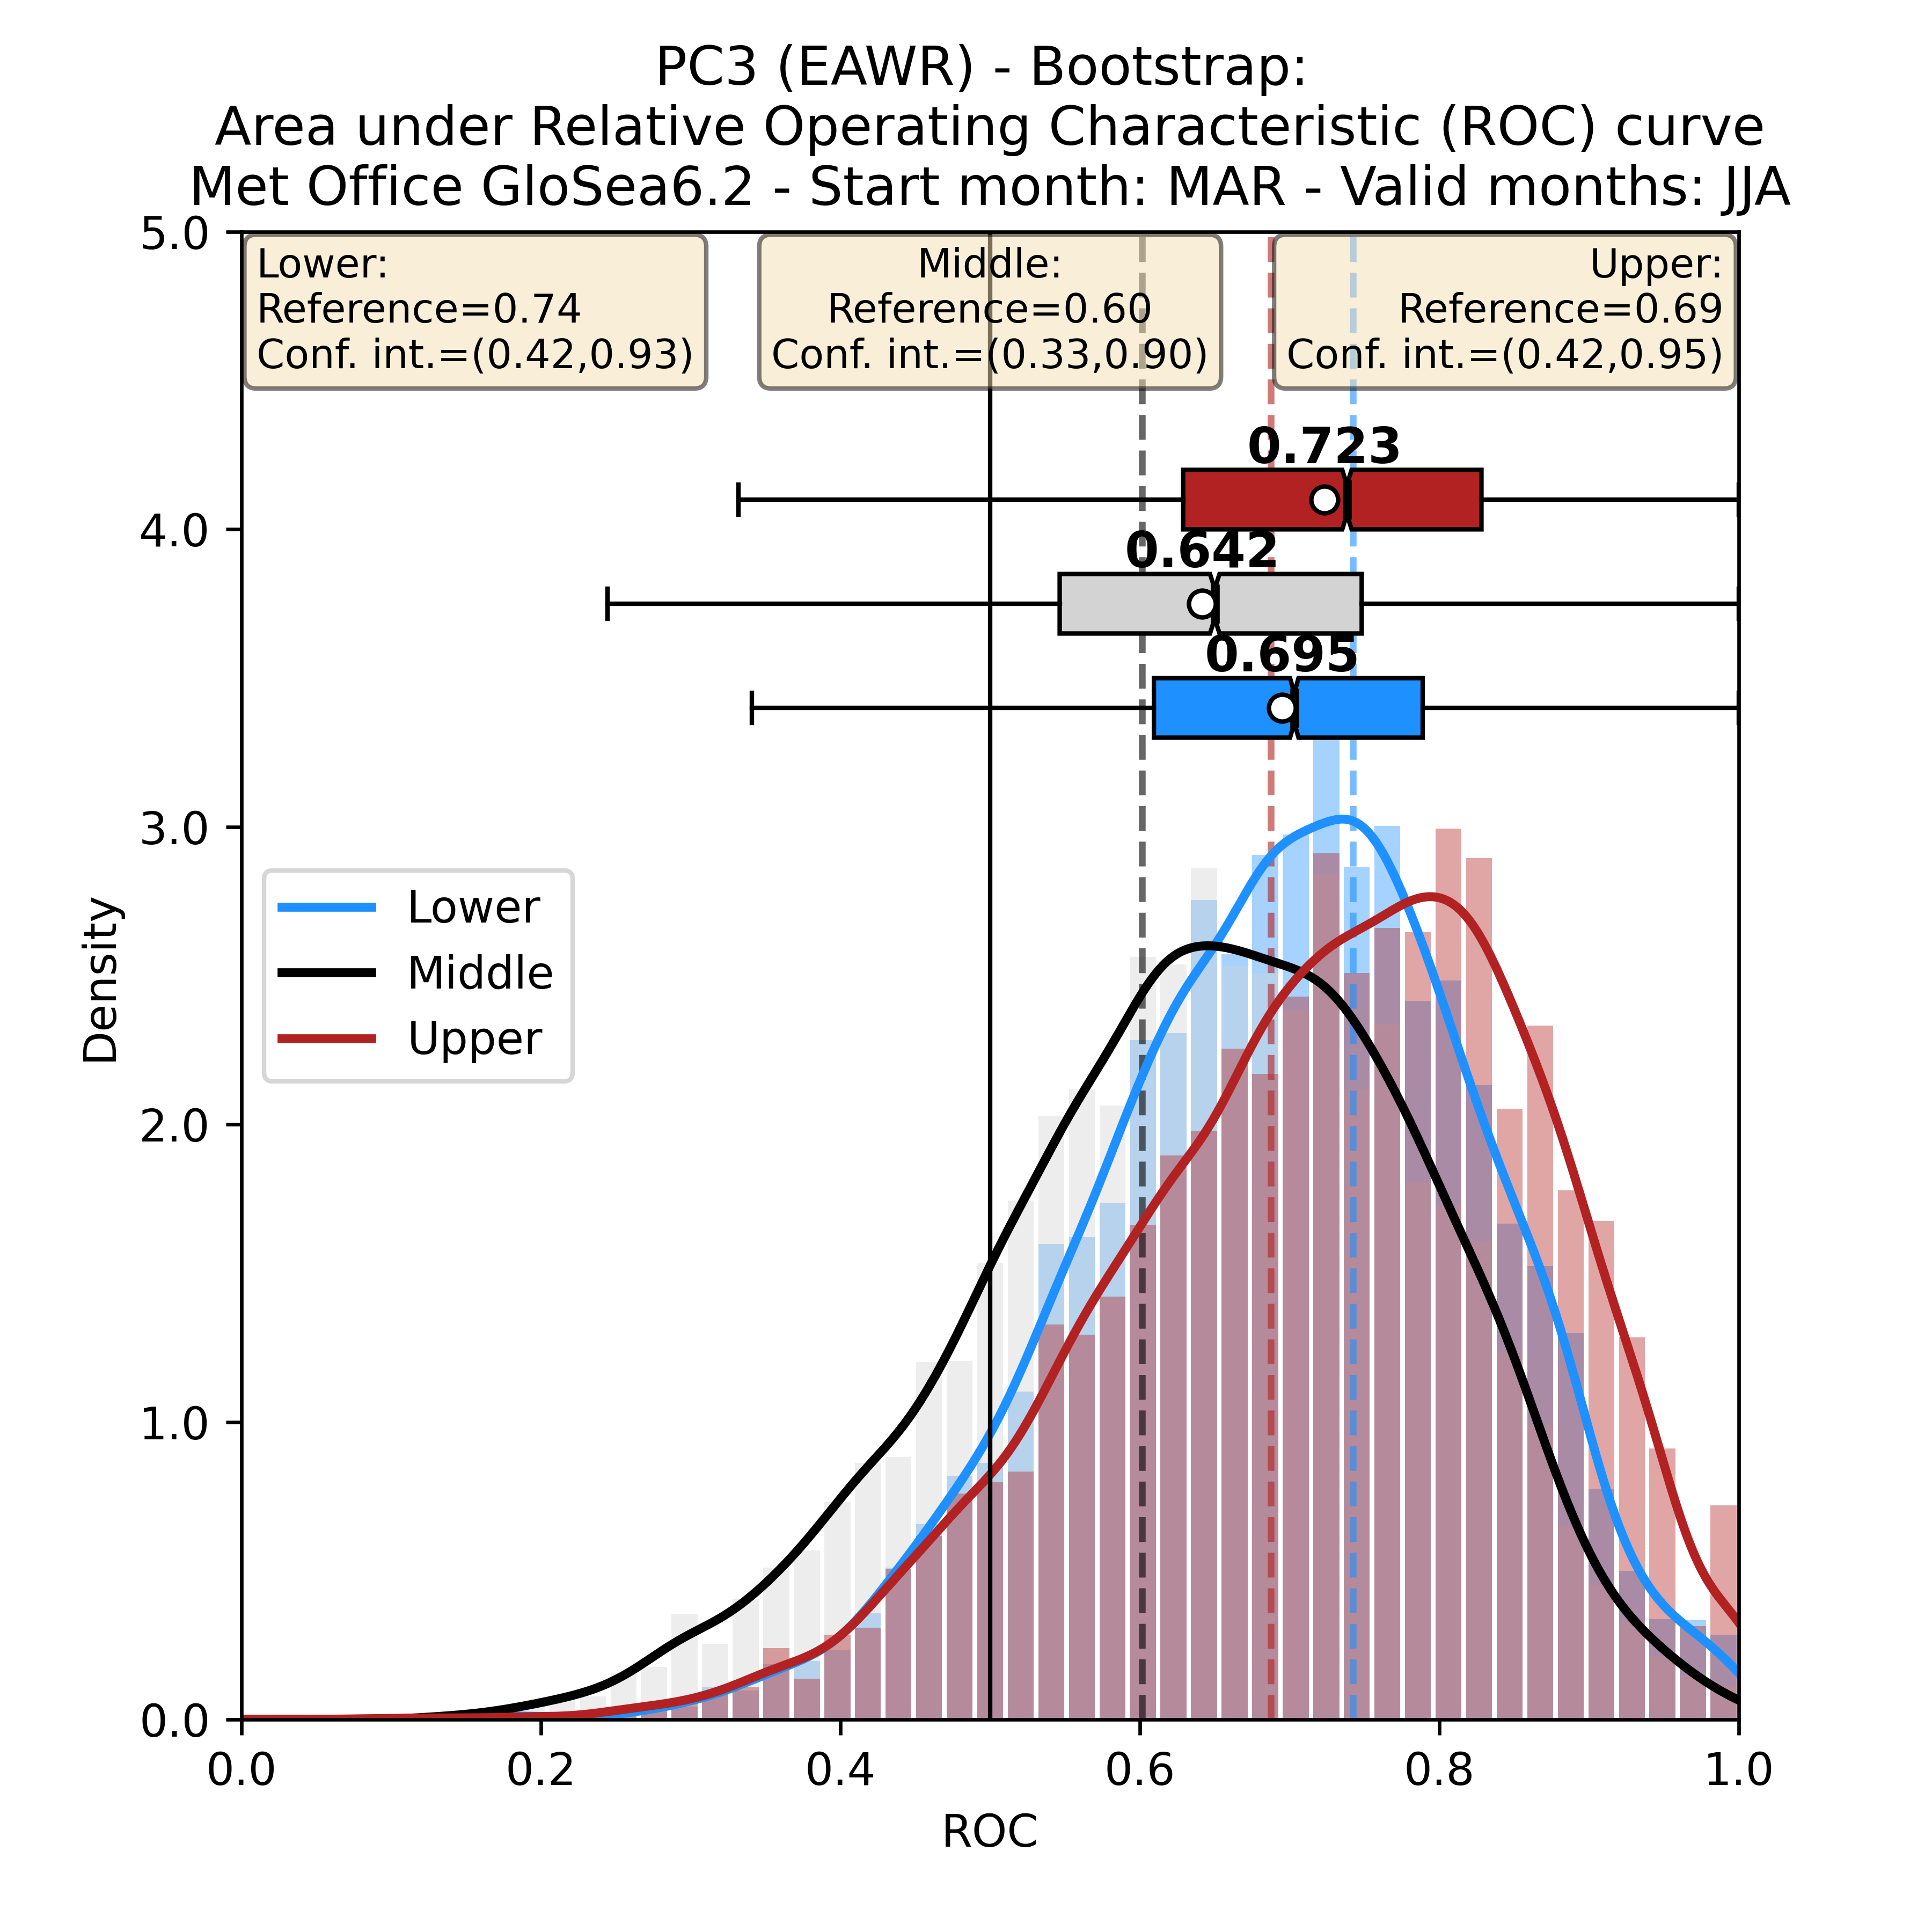 PC3 (EAWR) - Bootstrap:
Area under Relative Operating Characteristic (ROC) curve
Met Office GloSea6.2 - Start month: MAR - Valid months: JJA
Lower:
Reference=0.74
Conf. int.=(0.42,0.93)
Middle:
Reference=0.60
Conf. int.=(0.33,0.90)
Upper:
Reference=0.69
Conf. int.=(0.42,0.95)
0.723
0.642
0.695
5.0
4.0
3.0
2.0
1.0
0.0
Density
Lower
Middle
Upper
0.0 0.2 0.4 0.6 0.8 1.0
ROC